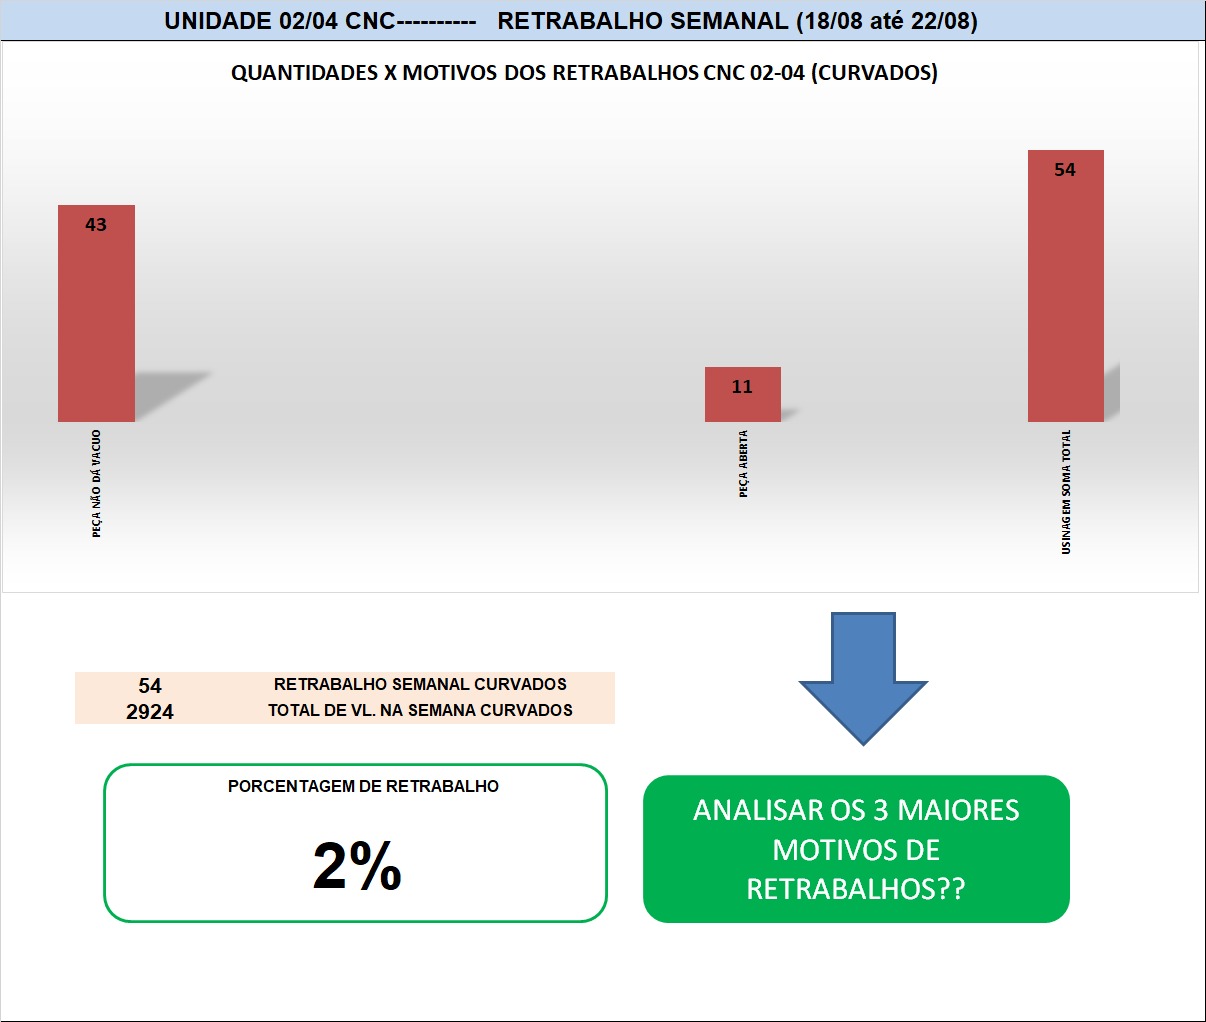 UNIDADE 02/04 CNC---------- RETRABALHO SEMANAL (18/08 até 22/08)
QUANTIDADES X MOTIVOS DOS RETRABALHOS CNC 02-04 (CURVADOS)
43
11
54
PEÇA NÃO DÁ VACUO
PEÇA ABERTA
USINAGEM SOMA TOTAL
54 RETRABALHO SEMANAL CURVADOS
2924 TOTAL DE VL. NA SEMANA CURVADOS
PORCENTAGEM DE RETRABALHO
2%
ANALISAR OS 3 MAIORES
MOTIVOS DE
RETRABALHOS??